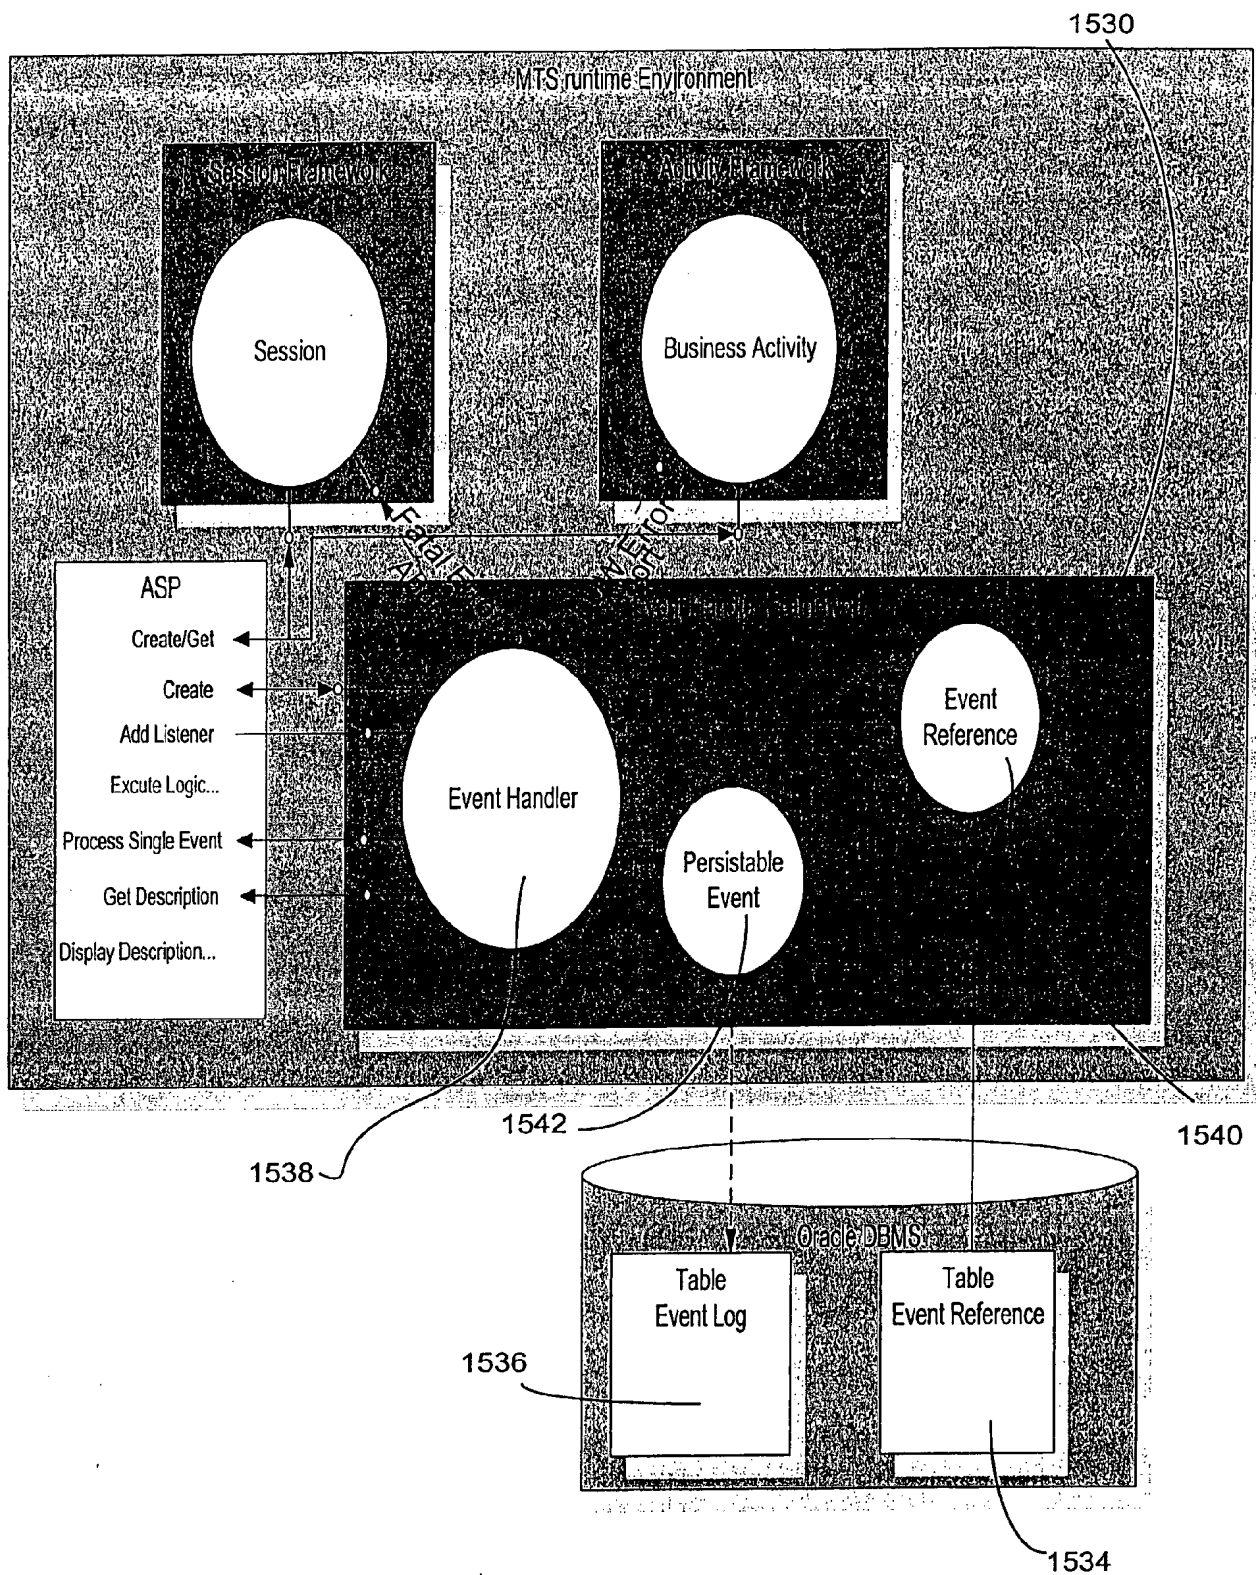 1530
MTS runtime Environment
Session Framework
Activity Framework
Session
Business Activity
Fatal
Error
ASP
Create/Get
Create
Add Listener
Excute Logic...
Process Single Event
Get Description
Display Description...
Event Handler
Persistable
Event
Event
Reference
1542
1538
1540
Oracle DBMS
Table
Event Log
Table
Event Reference
1536
1534